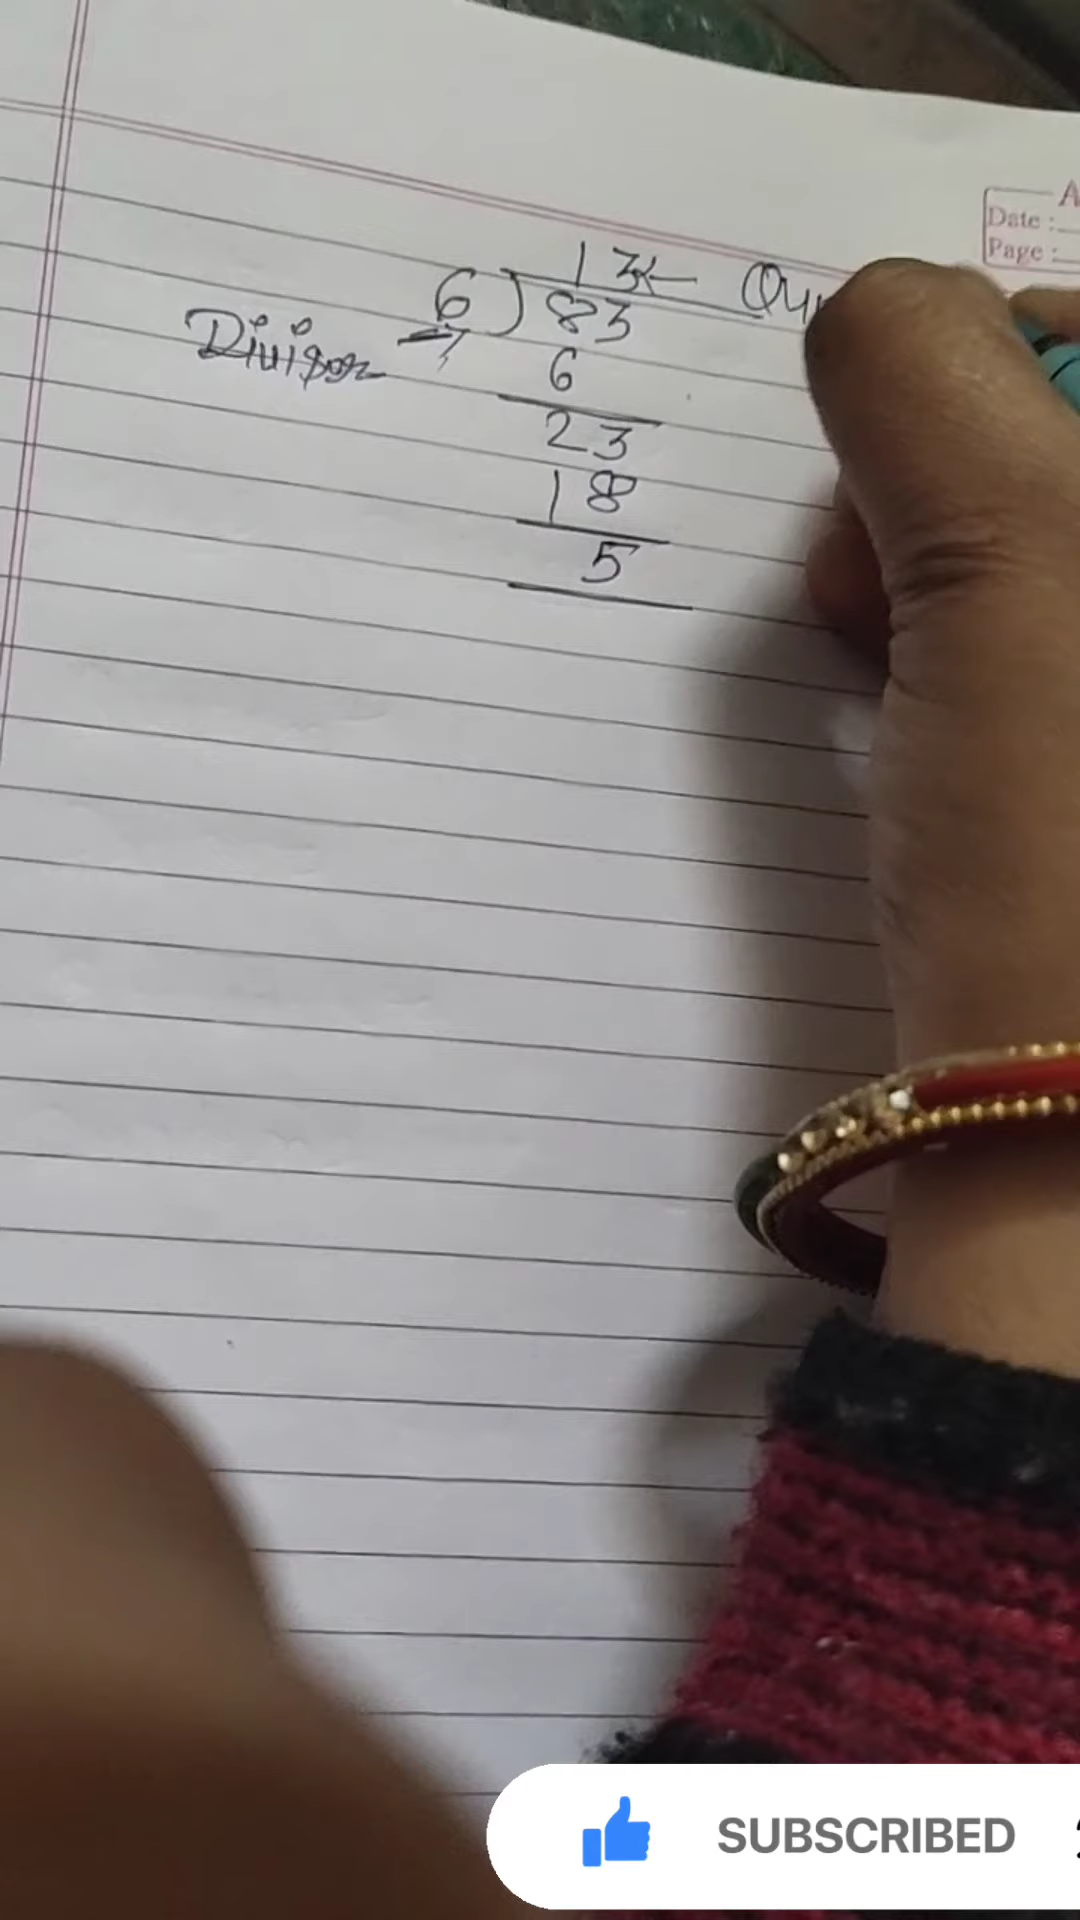 A
Date :
Page :
13 ←
6 ) 83
Divisor →
6
23
18
5
SUBSCRIBED